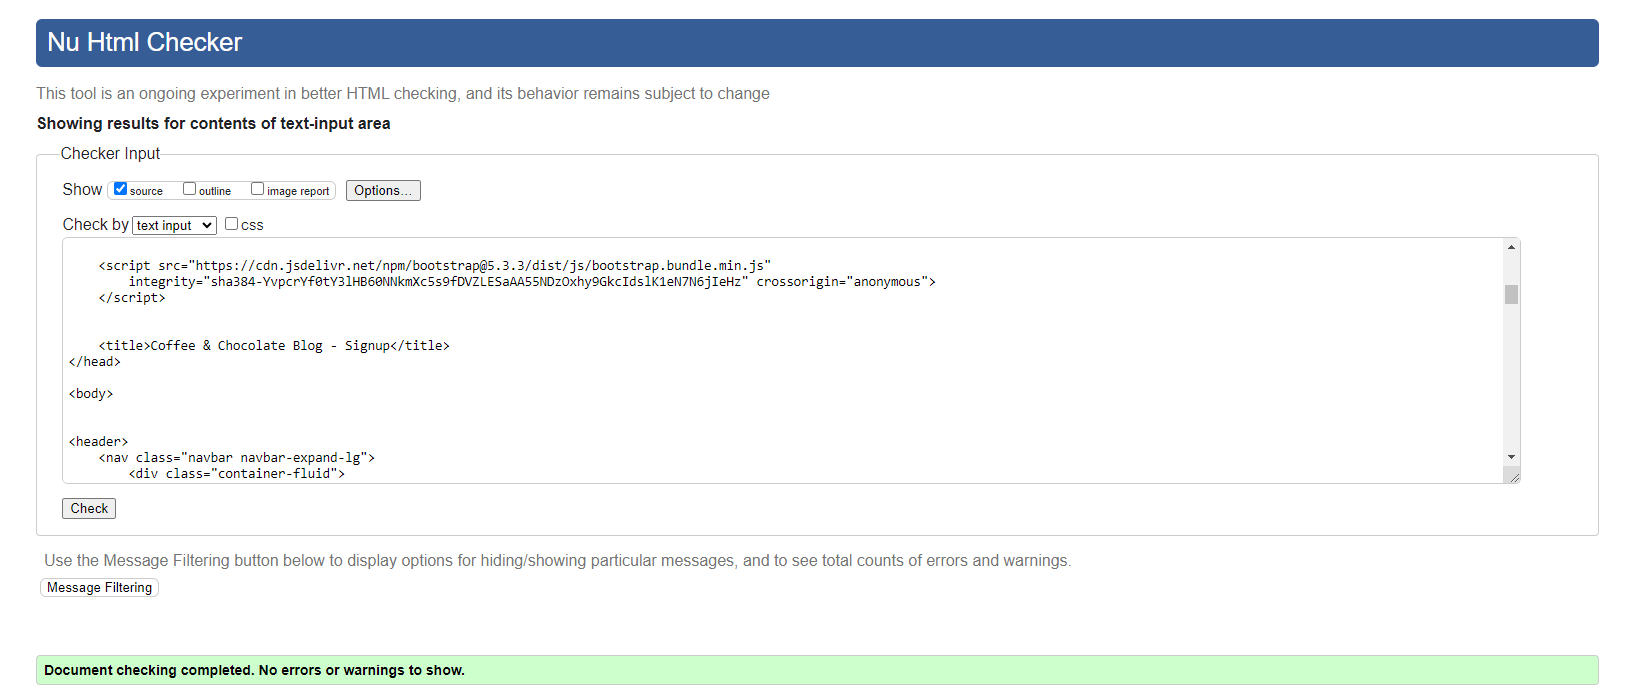 Nu Html Checker
This tool is an ongoing experiment in better HTML checking, and its behavior remains subject to change
Showing results for contents of text-input area
Checker Input
Show source outline image report Options...
Check by text input css
<script src="https://cdn.jsdelivr.net/npm/bootstrap@5.3.3/dist/js/bootstrap.bundle.min.js"
integrity="sha384-YvpcrYf0tY3lHB60NNkmXc5s9fDVZLESaAA55NDzOxhy9GkcIdslK1eN7N6jIeHz" crossorigin="anonymous">
</script>
<title>Coffee & Chocolate Blog - Signup</title>
</head>
<body>
<header>
<nav class="navbar navbar-expand-lg">
<div class="container-fluid">
Check
Use the Message Filtering button below to display options for hiding/showing particular messages, and to see total counts of errors and warnings.
Message Filtering
Document checking completed. No errors or warnings to show.